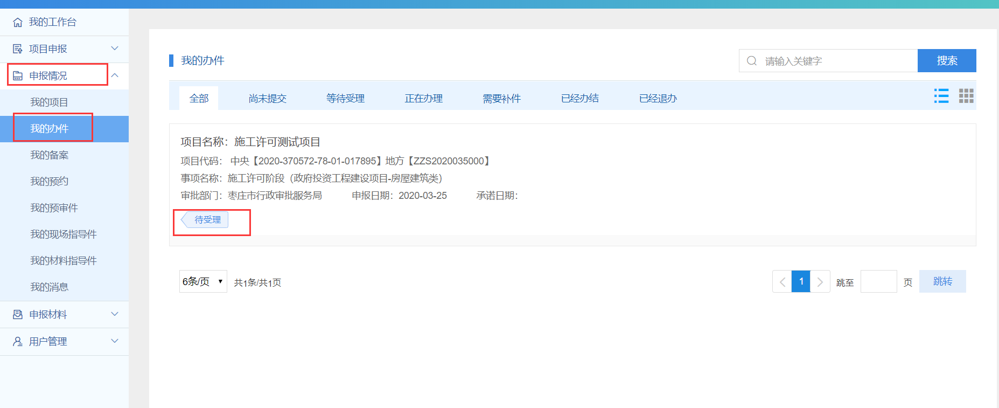 我的工作台
项目申报
申报情况
我的项目
我的办件
我的备案
我的预约
我的预审件
我的现场指导件
我的材料指导件
我的消息
申报材料
用户管理
我的办件
请输入关键字
搜索
全部 尚未提交 等待受理 正在办理 需要补件 已经办结 已经退办
项目名称：施工许可测试项目
项目代码： 中央【2020-370572-78-01-017895】地方【ZZS2020035000】
事项名称：施工许可阶段（政府投资工程建设项目-房屋建筑类）
审批部门：枣庄市行政审批服务局 申报日期：2020-03-25 承诺日期：
待受理
6条/页 共1条/共1页 1 跳至 页 跳转